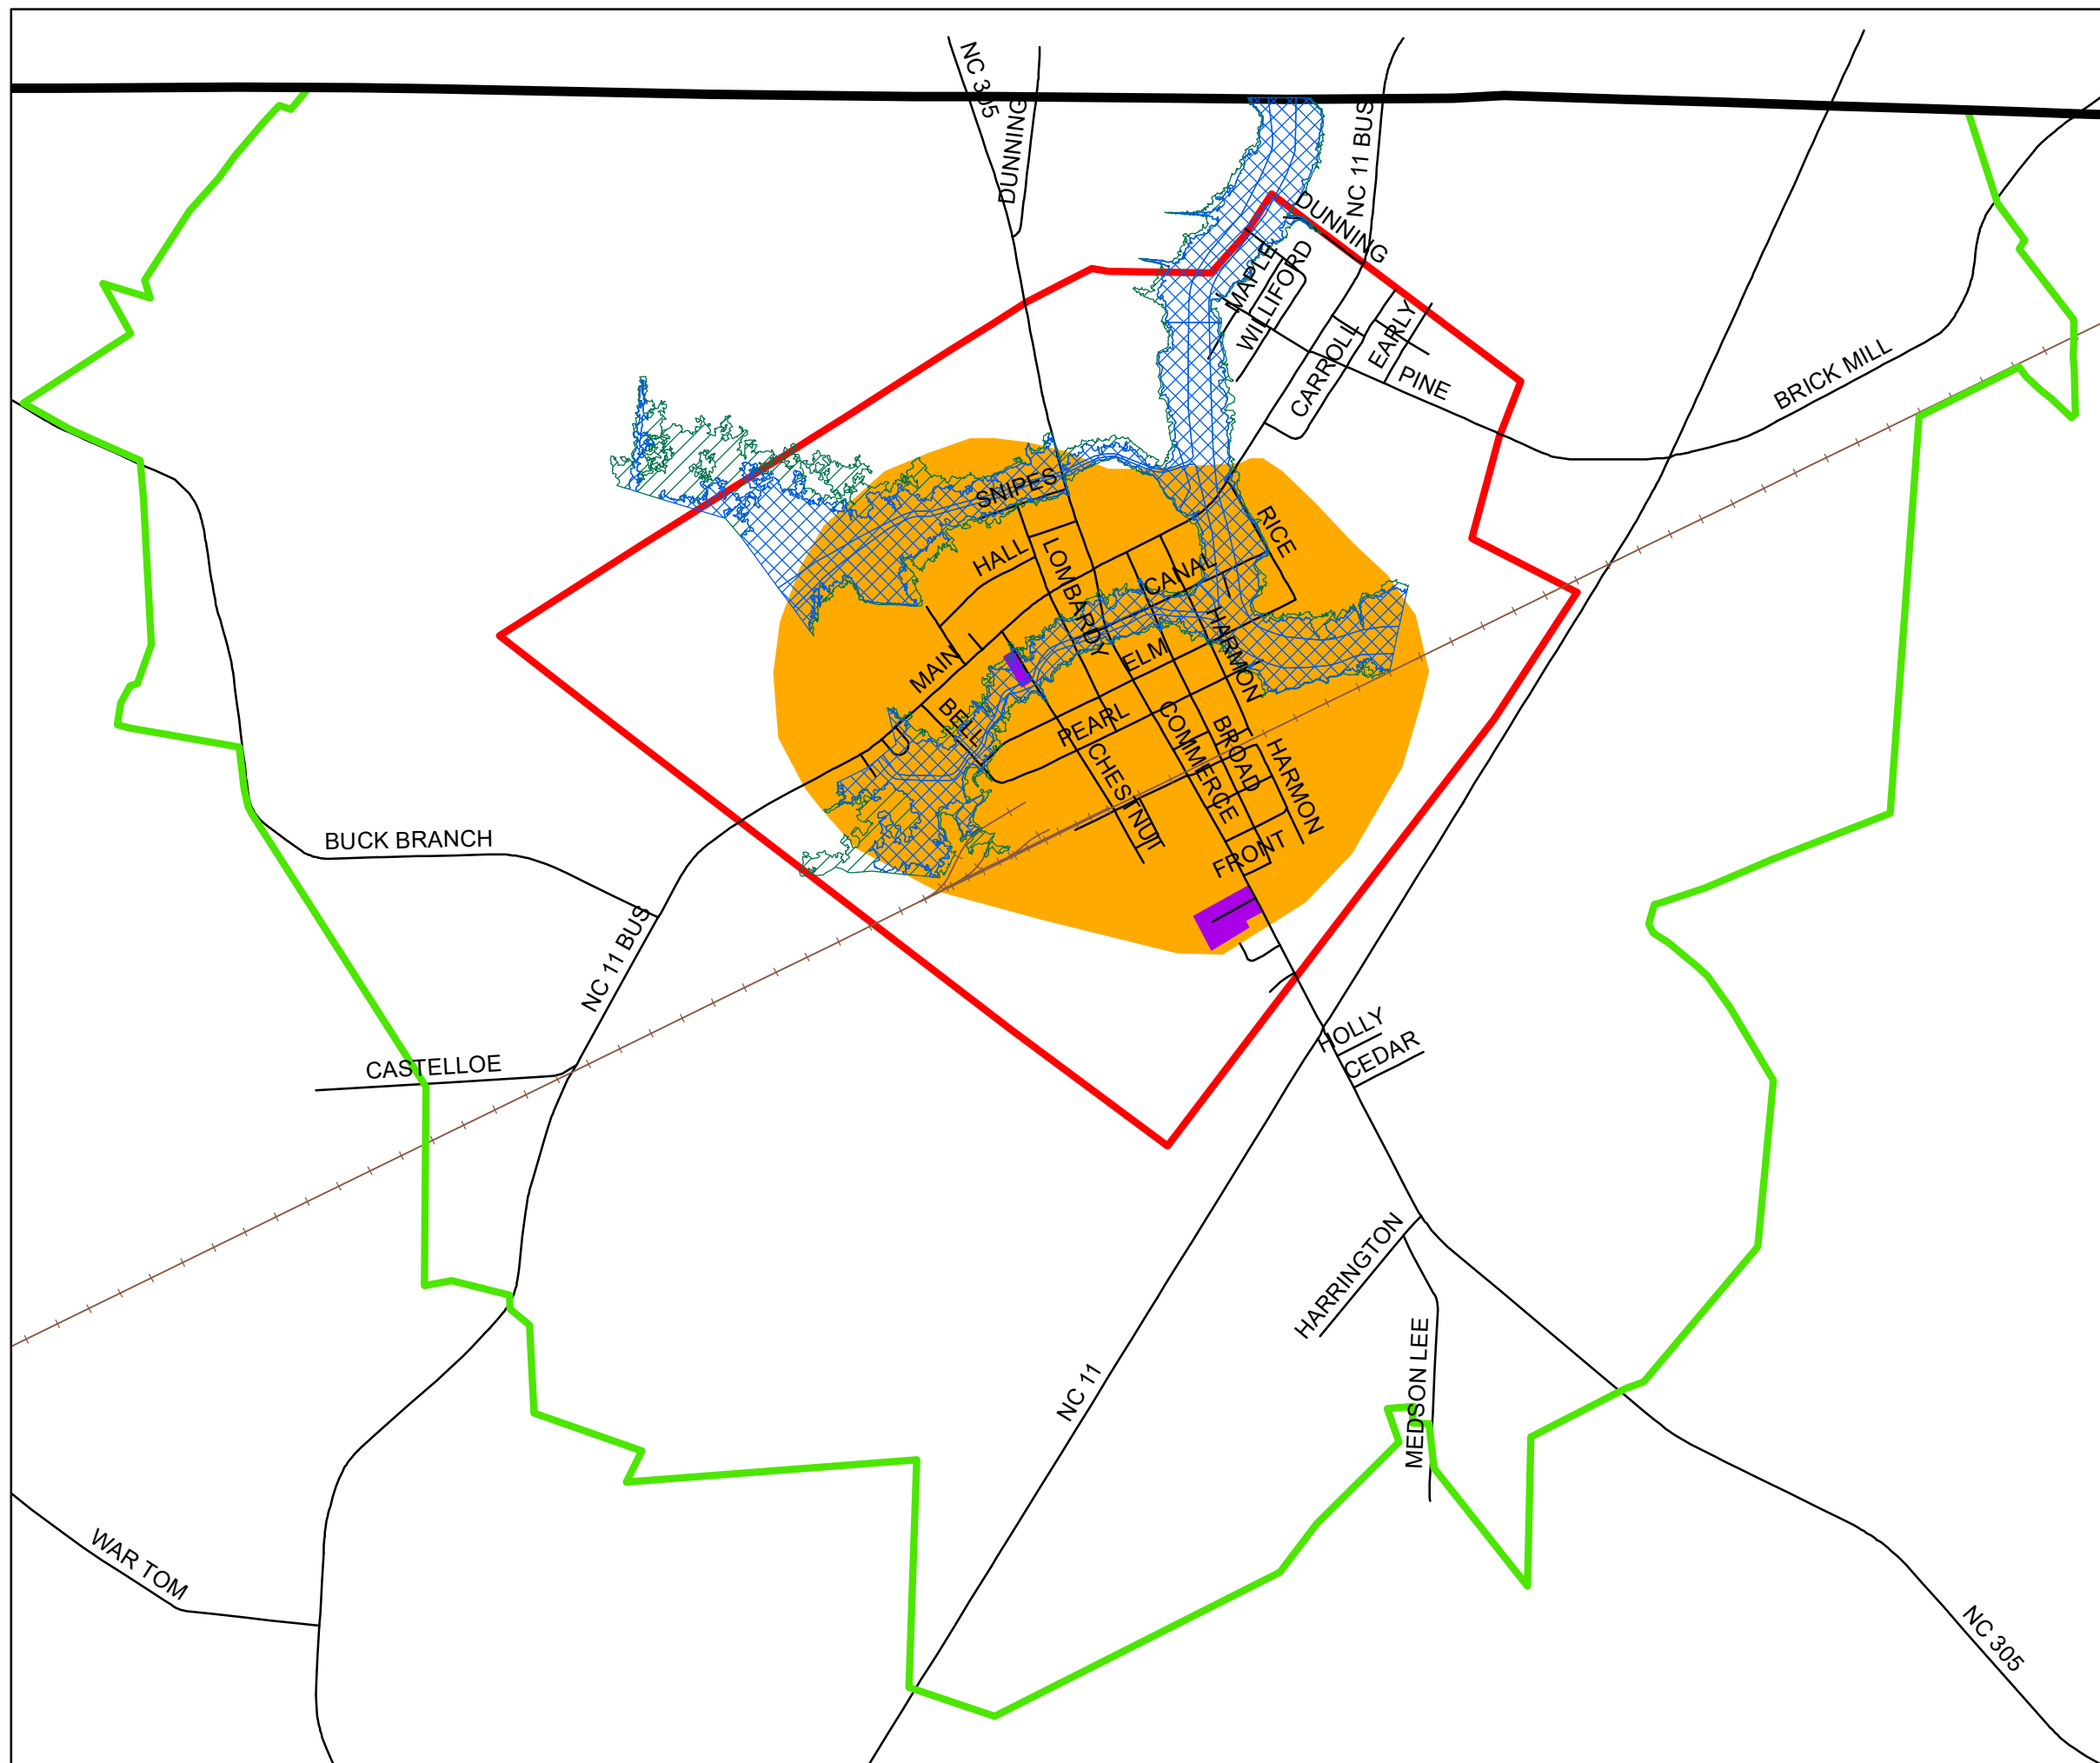 NC 305
DUNNING
NC 11 BUS
DUNNING
MAPLE
WILLIFORD
CARROLL
EARLY
PINE
BRICK MILL
SNIPES
RICE
HALL
LOMBARDY
CANAL
HARMON
ELM
MAIN
BELL
PEARL
COMMERCE
BROAD
HARMON
CHESTNUT
FRONT
BUCK BRANCH
NC 11 BUS
CASTELLOE
HOLLY
CEDAR
HARRINGTON
MEDSON LEE
NC 11
WAR TOM
NC 305